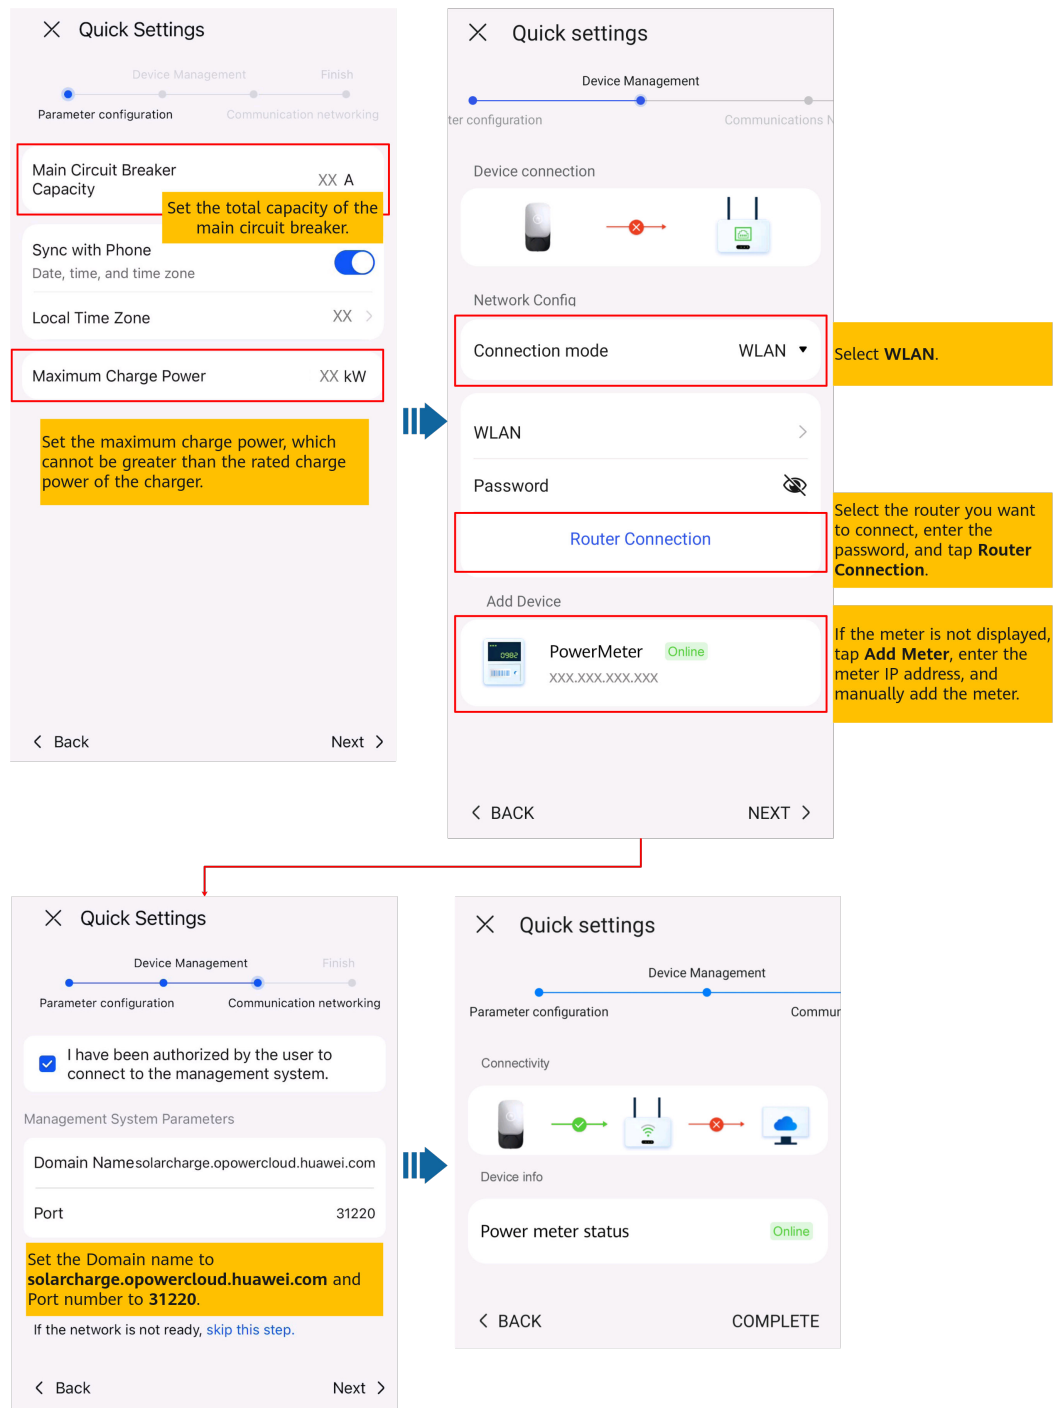 Quick Settings
Device Management
Finish
Parameter configuration
Communication networking
Main Circuit Breaker
Capacity
XX A
Set the total capacity of the
main circuit breaker.
Sync with Phone
Date, time, and time zone
Local Time Zone
XX
Maximum Charge Power
XX kW
Set the maximum charge power, which
cannot be greater than the rated charge
power of the charger.
Back
Next
Quick settings
Device Management
ter configuration
Communications N
Device connection
Network Config
Connection mode
WLAN
Select WLAN.
WLAN
Password
Router Connection
Select the router you want
to connect, enter the
password, and tap Router
Connection.
Add Device
0982
PowerMeter
Online
XXX.XXX.XXX.XXX
If the meter is not displayed,
tap Add Meter, enter the
meter IP address, and
manually add the meter.
BACK
NEXT
Quick Settings
Device Management
Finish
Parameter configuration
Communication networking
I have been authorized by the user to
connect to the management system.
Management System Parameters
Domain Name solarcharge.opowercloud.huawei.com
Port
31220
Set the Domain name to
solarcharge.opowercloud.huawei.com and
Port number to 31220.
If the network is not ready, skip this step.
Back
Next
Quick settings
Device Management
Parameter configuration
Commur
Connectivity
Device info
Power meter status
Online
BACK
COMPLETE